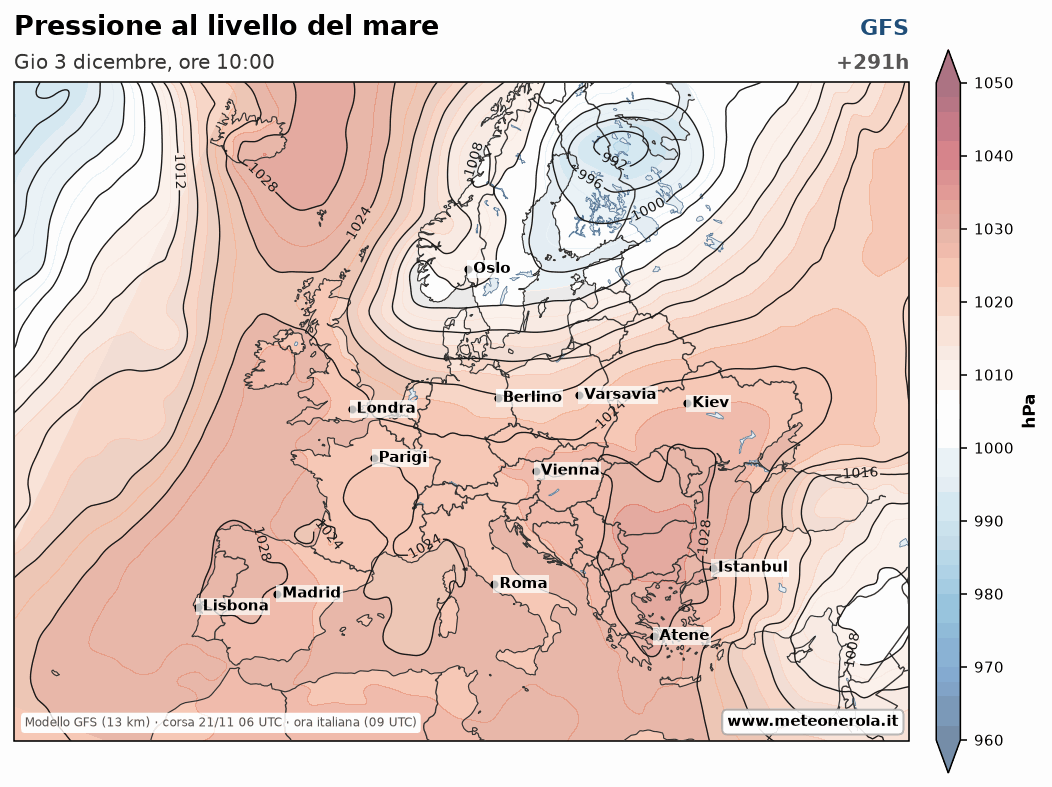 Pressione al livello del mare
GFS
Gio 3 dicembre, ore 10:00
+291h
1050
1040
1030
1020
1010
1000
990
980
970
960
hPa
1012
1028
1024
1008
992
996
1000
Oslo
Londra
Berlino
Varsavia
Kiev
1024
Parigi
Vienna
1016
1028
1024
1024
1028
Istanbul
Roma
Madrid
Lisbona
Atene
1008
Modello GFS (13 km) · corsa 21/11 06 UTC · ora italiana (09 UTC)
www.meteonerola.it